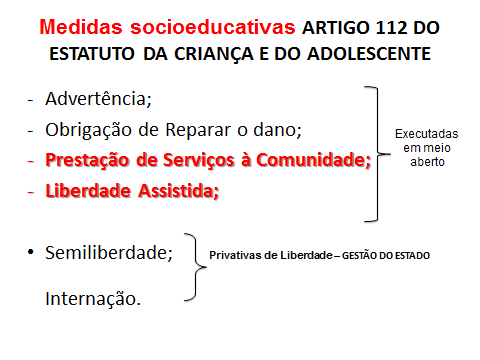 Medidas socioeducativas ARTIGO 112 DO
ESTATUTO DA CRIANÇA E DO ADOLESCENTE
- Advertência;
- Obrigação de Reparar o dano;
- Prestação de Serviços à Comunidade;
- Liberdade Assistida;
Executadas
em meio
aberto
• Semiliberdade;
Privativas de Liberdade – GESTÃO DO ESTADO
Internação.